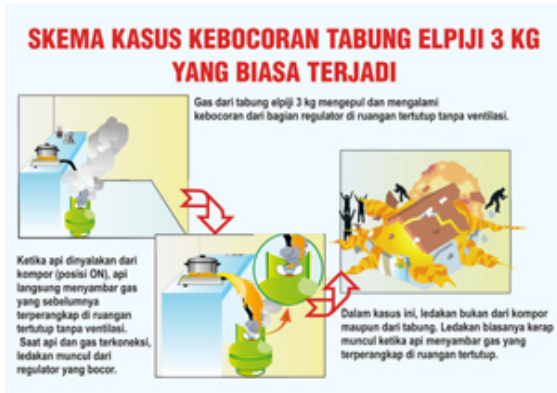 SKEMA KASUS KEBOCORAN TABUNG ELPIJI 3 KG
YANG BIASA TERJADI
Gas dari tabung elpiji 3 kg mengepul dan mengalami
kebocoran dari bagian regulator di ruangan tertutup tanpa ventilasi.
Ketika api dinyalakan dari
kompor (posisi ON), api
langsung menyambar gas
yang sebelumnya
terperangkap di ruangan
tertutup tanpa ventilasi.
Saat api dan gas terkoneksi,
ledakan muncul dari
regulator yang bocor.
Dalam kasus ini, ledakan bukan dari kompor
maupun dari tabung. Ledakan biasanya kerap
muncul ketika api menyambar gas yang
terperangkap di ruangan tertutup.